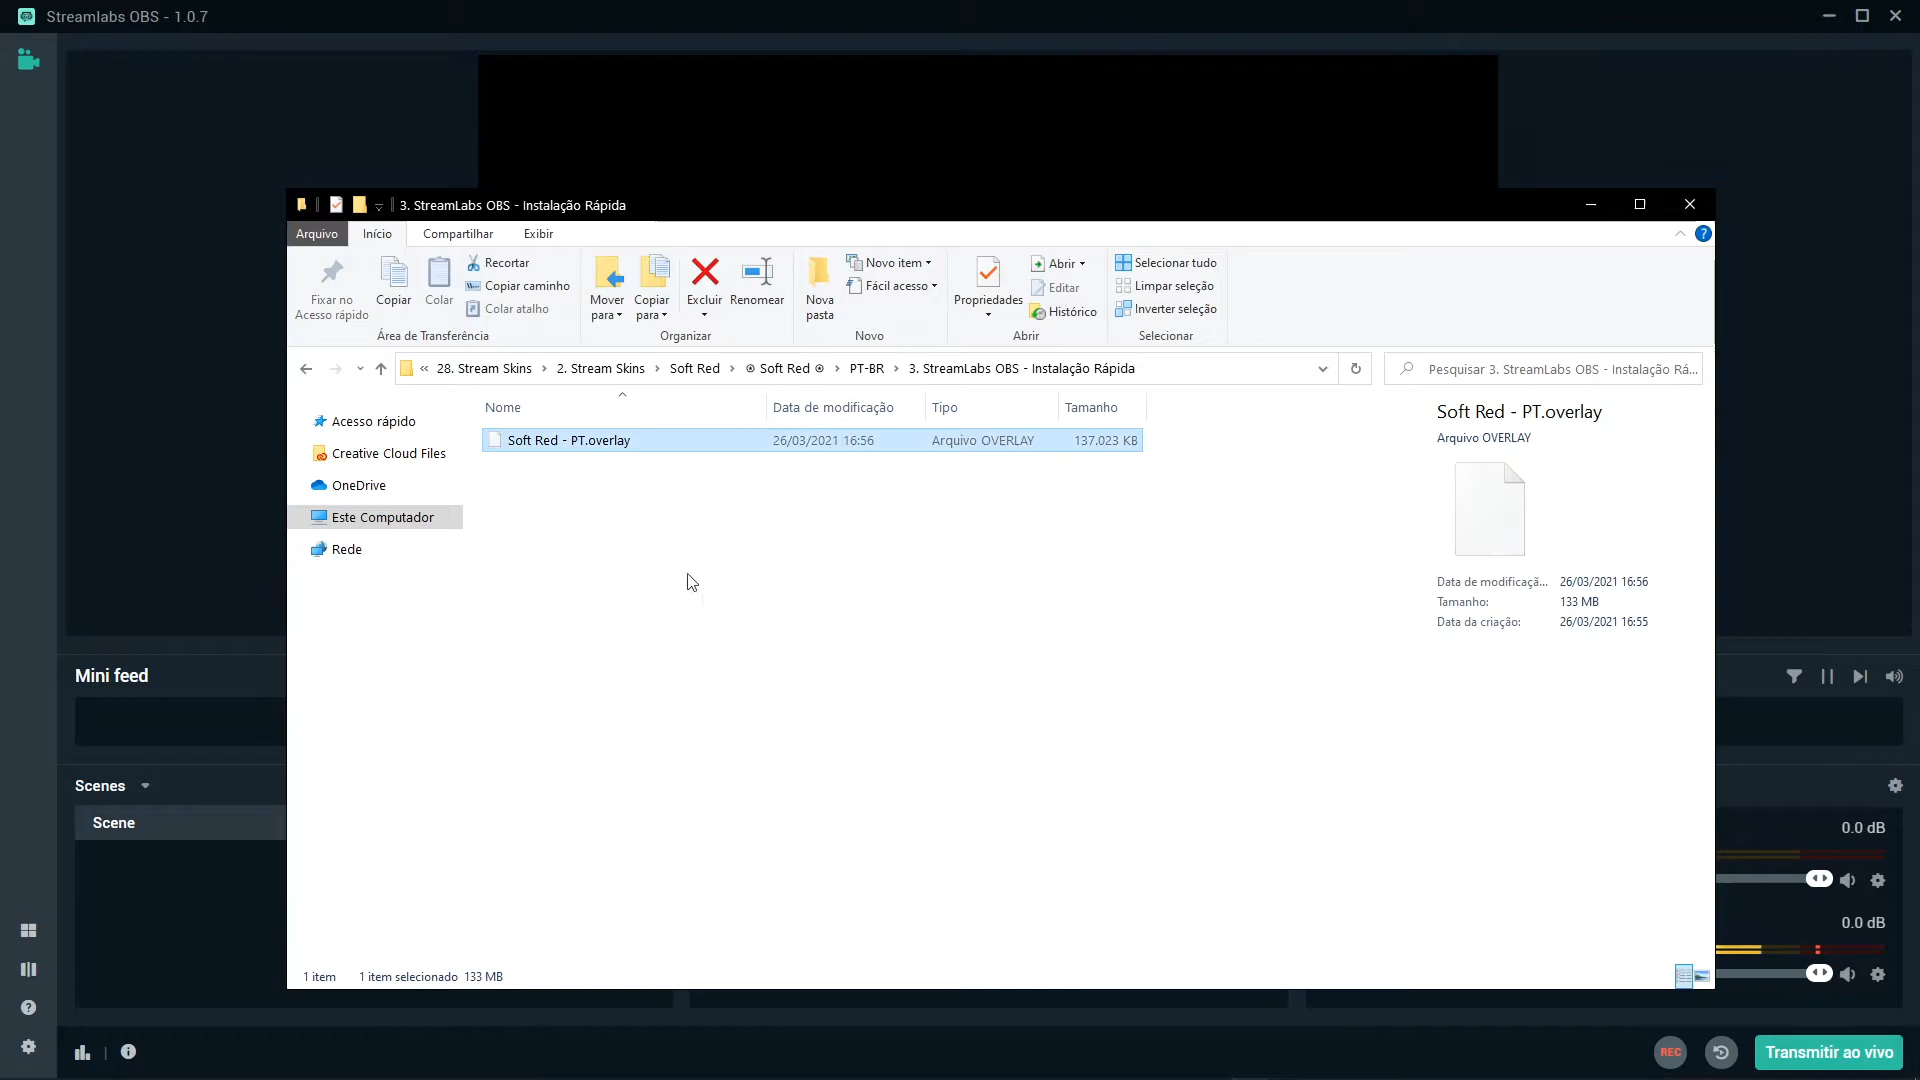 Streamlabs OBS - 1.0.7
3. StreamLabs OBS - Instalação Rápida
Arquivo
Início
Compartilhar
Exibir
?
Fixar no
Acesso rápido
Copiar
Colar
Recortar
Copiar caminho
Colar atalho
Área de Transferência
Mover
para
Copiar
para
Excluir
Renomear
Organizar
Nova
pasta
Novo item
Fácil acesso
Novo
Propriedades
Abrir
Editar
Histórico
Abrir
Selecionar tudo
Limpar seleção
Inverter seleção
Selecionar
« 28. Stream Skins › 2. Stream Skins › Soft Red › ⊙ Soft Red ⊙ › PT-BR › 3. StreamLabs OBS - Instalação Rápida
Pesquisar 3. StreamLabs OBS - Instalação Rá...
Acesso rápido
Creative Cloud Files
OneDrive
Este Computador
Rede
Nome Data de modificação Tipo Tamanho
Soft Red - PT.overlay 26/03/2021 16:56 Arquivo OVERLAY 137.023 KB
Soft Red - PT.overlay
Arquivo OVERLAY
Data de modificaçã... 26/03/2021 16:56
Tamanho: 133 MB
Data da criação: 26/03/2021 16:55
1 item 1 item selecionado 133 MB
Mini feed
Scenes
Scene
0.0 dB
0.0 dB
?
REC
Transmitir ao vivo